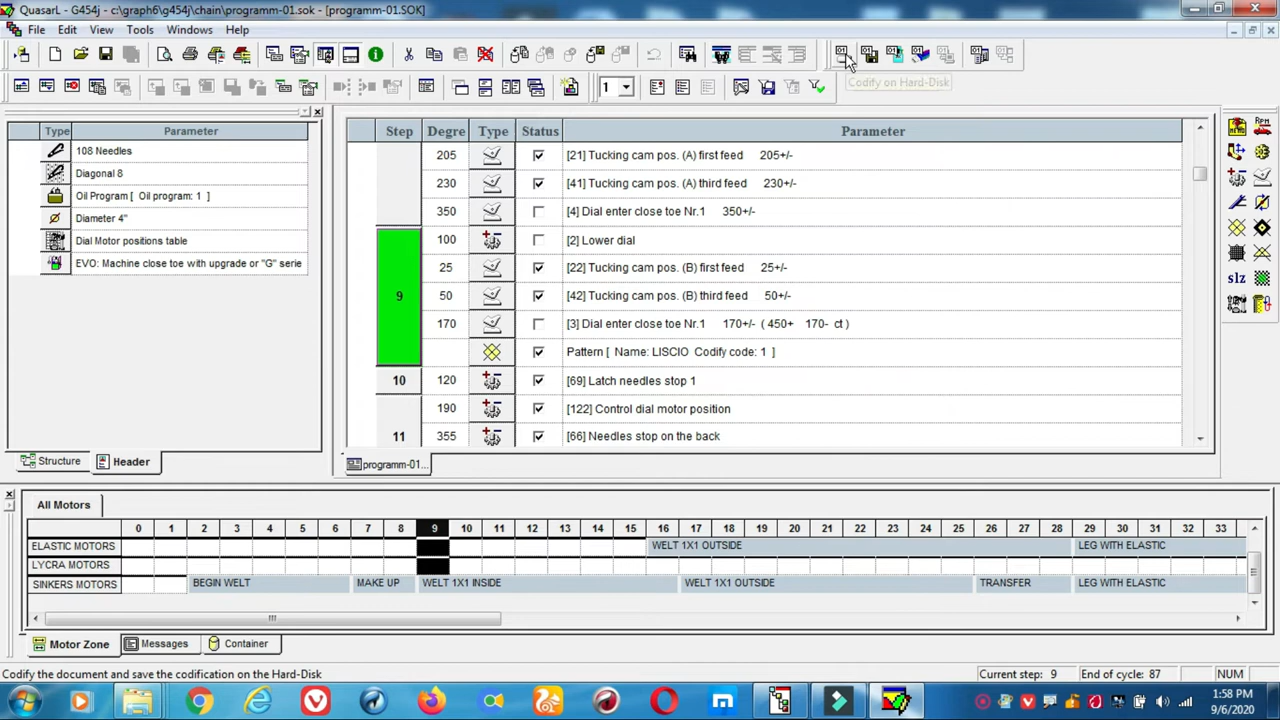 QuasarL - G454j - c:\graph6\g454j\chain\programm-01.sok - [programm-01.SOK]
File Edit View Tools Windows Help
Codify on Hard-Disk
1
Type Parameter
108 Needles
Diagonal 8
Oil Program [ Oil program: 1 ]
Diameter 4"
Dial Motor positions table
EVO: Machine close toe with upgrade or "G" serie
Structure Header
Step Degre Type Status Parameter
205 [21] Tucking cam pos. (A) first feed 205+/-
230 [41] Tucking cam pos. (A) third feed 230+/-
350 [4] Dial enter close toe Nr.1 350+/-
100 [2] Lower dial
25 [22] Tucking cam pos. (B) first feed 25+/-
9 50 [42] Tucking cam pos. (B) third feed 50+/-
170 [3] Dial enter close toe Nr.1 170+/- ( 450+ 170- ct )
Pattern [ Name: LISCIO Codify code: 1 ]
10 120 [69] Latch needles stop 1
190 [122] Control dial motor position
11 355 [66] Needles stop on the back
programm-01...
RPM
slz
All Motors
0 1 2 3 4 5 6 7 8 9 10 11 12 13 14 15 16 17 18 19 20 21 22 23 24 25 26 27 28 29 30 31 32 33
ELASTIC MOTORS WELT 1X1 OUTSIDE LEG WITH ELASTIC
LYCRA MOTORS
SINKERS MOTORS BEGIN WELT MAKE UP WELT 1X1 INSIDE WELT 1X1 OUTSIDE TRANSFER LEG WITH ELASTIC
Motor Zone Messages Container
Codify the document and save the codification on the Hard-Disk Current step: 9 End of cycle: 87 NUM
1:58 PM
9/6/2020